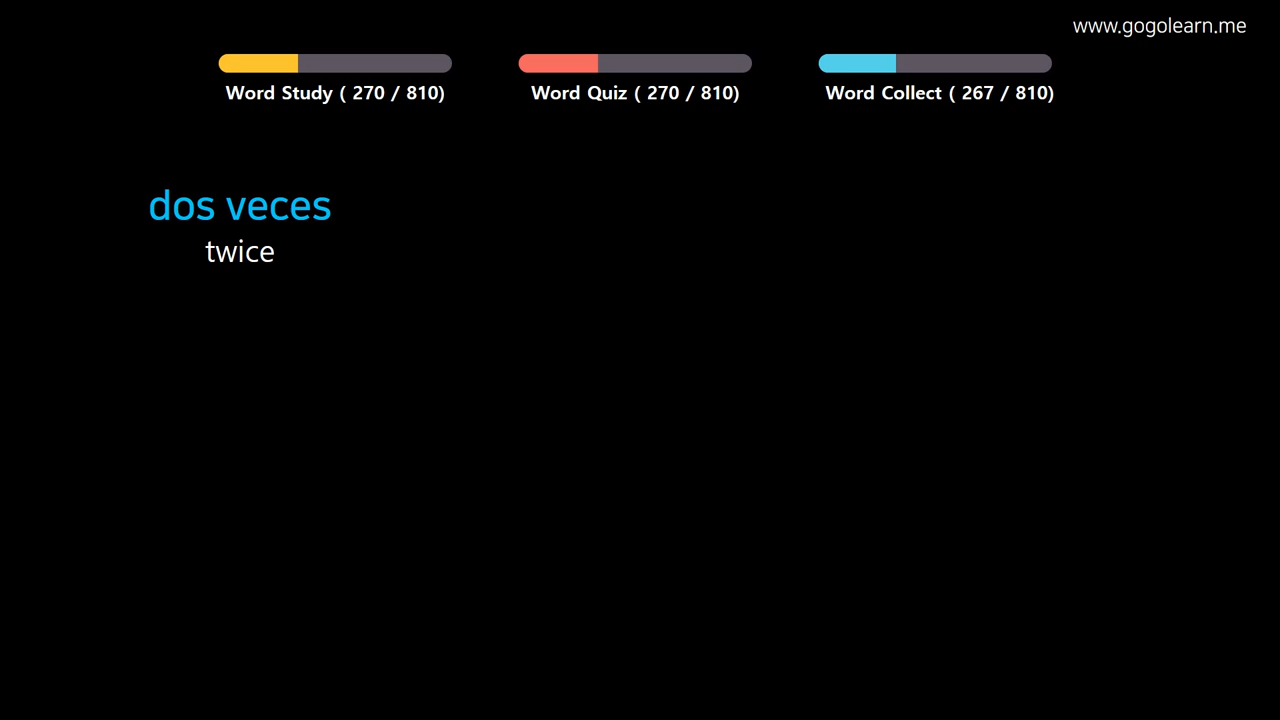 www.gogolearn.me
Word Study ( 270 / 810)
Word Quiz ( 270 / 810)
Word Collect ( 267 / 810)
dos veces
twice